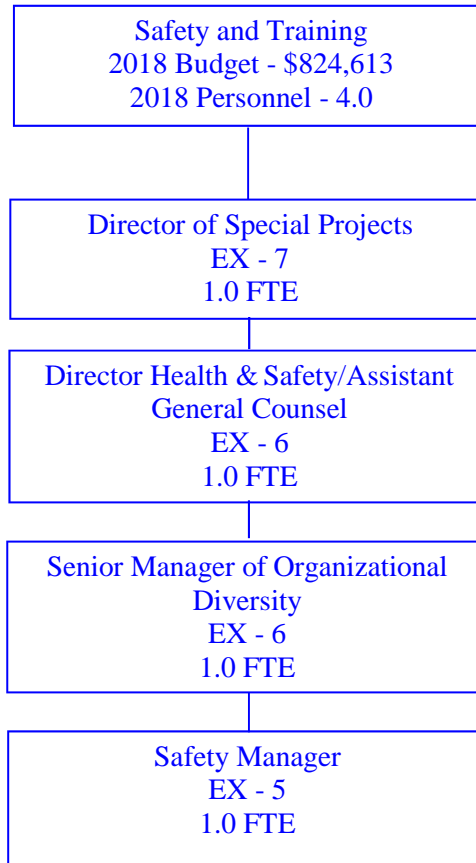 Safety and Training
2018 Budget - $824,613
2018 Personnel - 4.0
Director of Special Projects
EX - 7
1.0 FTE
Director Health & Safety/Assistant
General Counsel
EX - 6
1.0 FTE
Senior Manager of Organizational
Diversity
EX - 6
1.0 FTE
Safety Manager
EX - 5
1.0 FTE